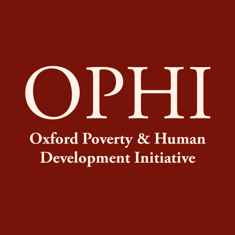 OPHI
Oxford Poverty & Human
Development Initiative